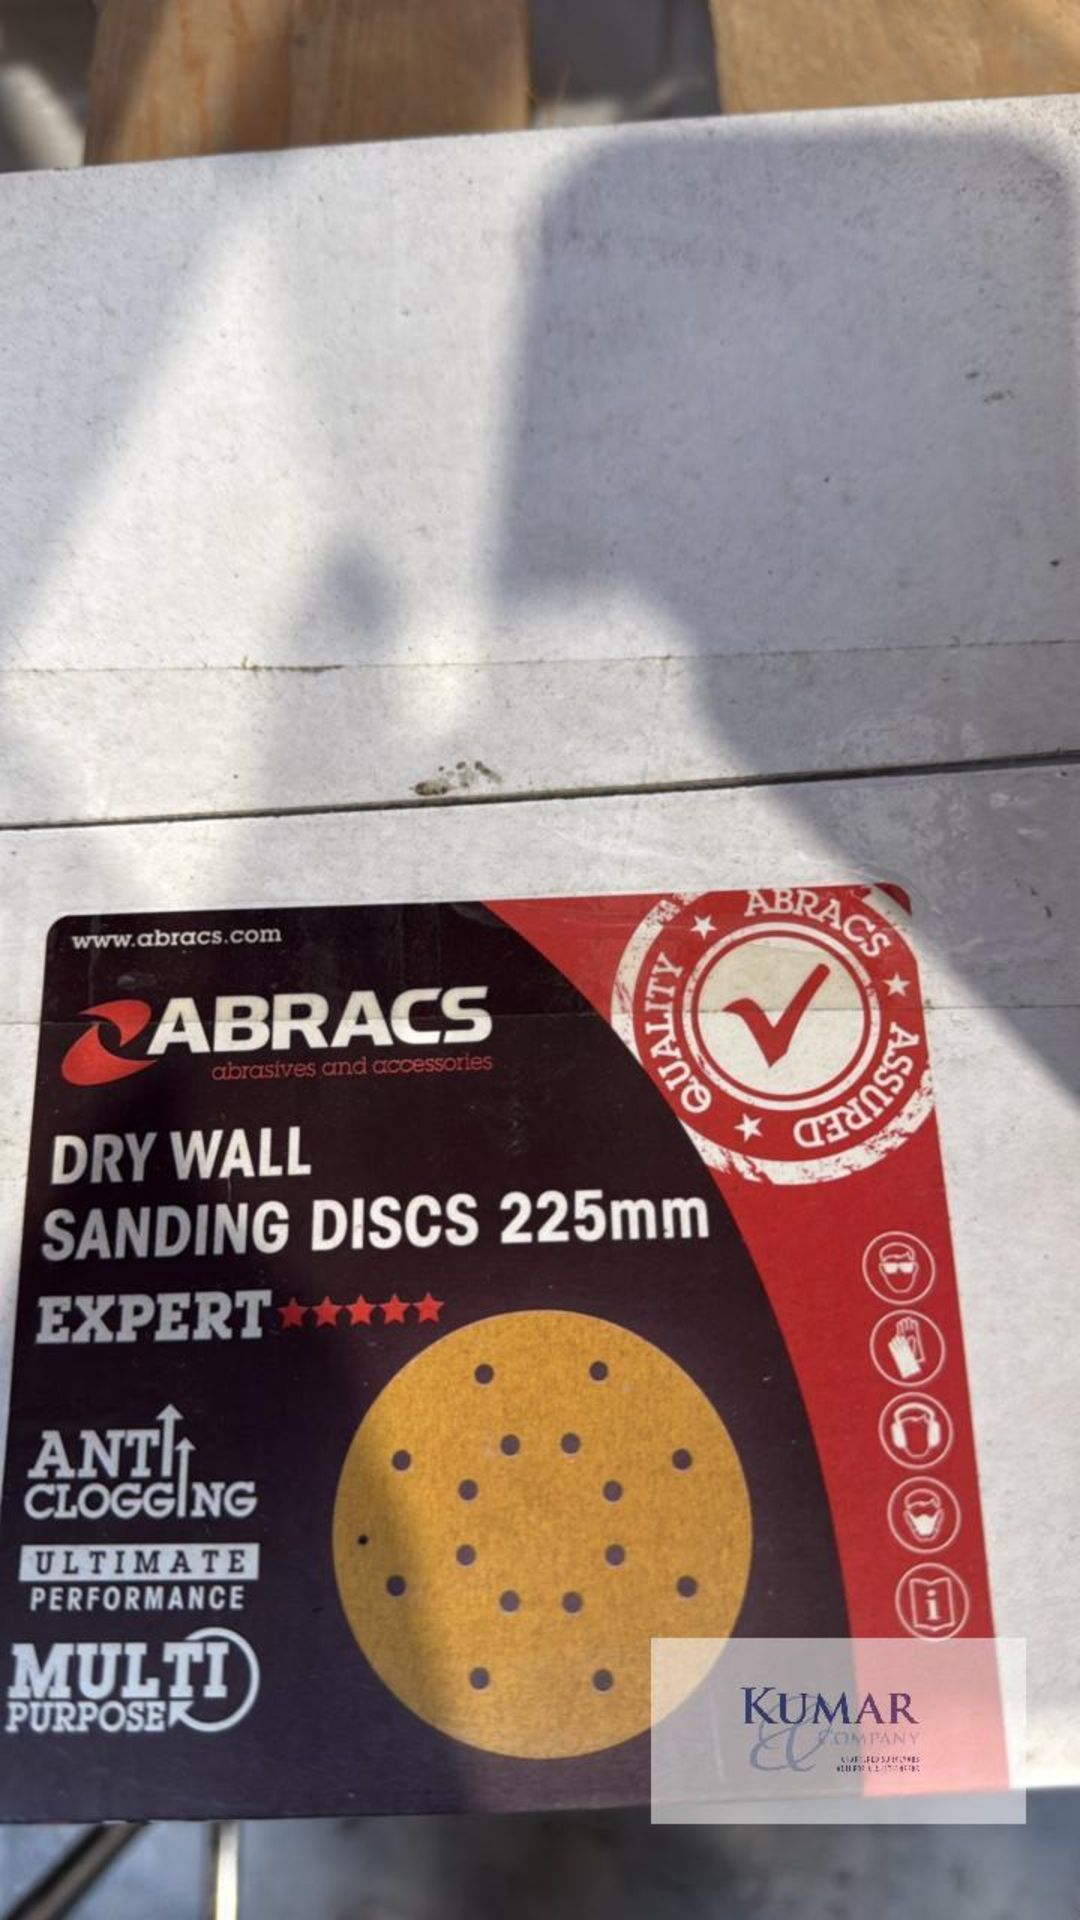 www.abracs.com
ABRACS
abrasives and accessories
ABRACS ★ ASSURED ★ QUALITY ★
DRY WALL
SANDING DISCS 225mm
EXPERT★★★★★
ANTI
CLOGGING
ULTIMATE
PERFORMANCE
MULTI
PURPOSE
i
KUMAR
& COMPANY